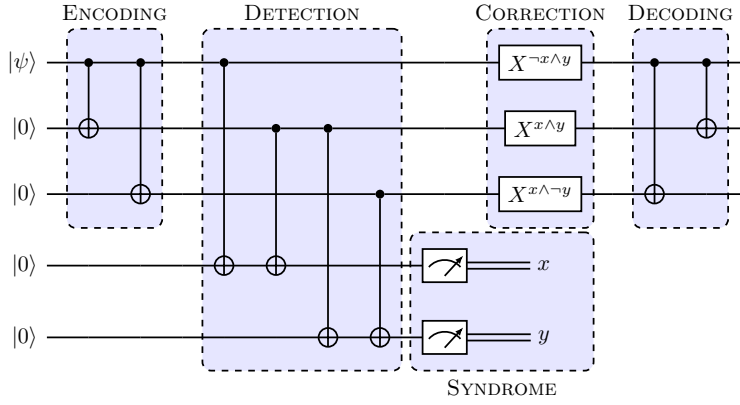 ENCODING DETECTION CORRECTION DECODING
|ψ⟩ X^{¬x∧y}
|0⟩ X^{x∧y}
|0⟩ X^{x∧¬y}
|0⟩ x
|0⟩ y
SYNDROME